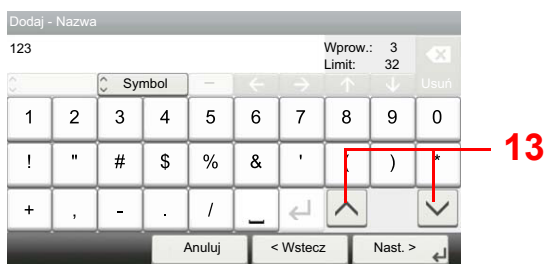 Dodaj - Nazwa
123
Wprow.: 3
Limit: 32
Symbol
Usuń
1 2 3 4 5 6 7 8 9 0
! " # $ % & ' ( ) *
+ , - . / _
13
Anuluj < Wstecz Nast. >